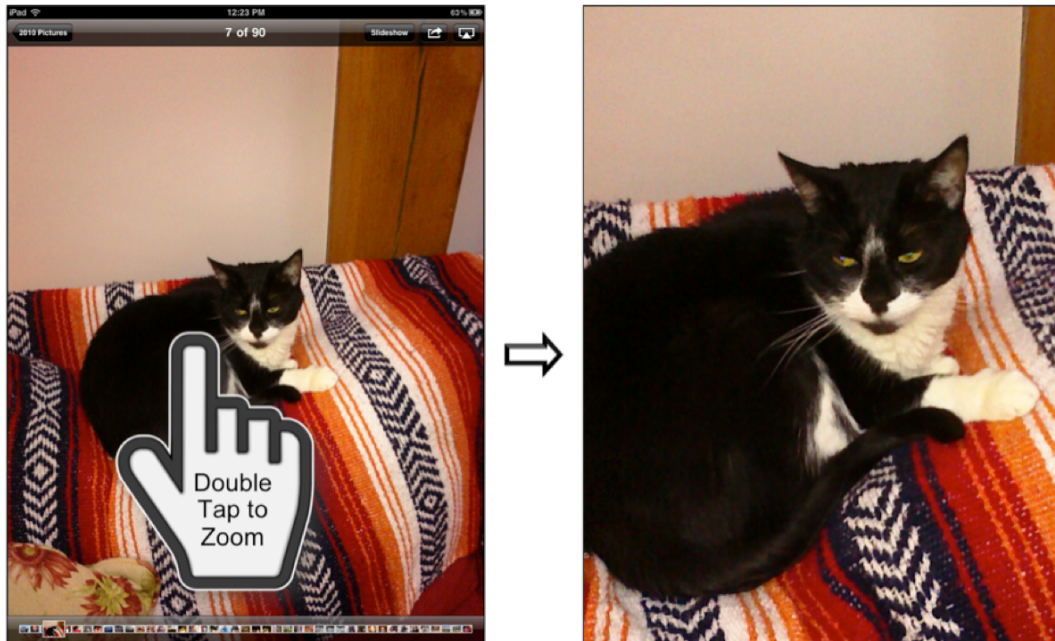 iPad 12:23 PM 63%
2010 Pictures 7 of 90 Slideshow
Double
Tap to
Zoom